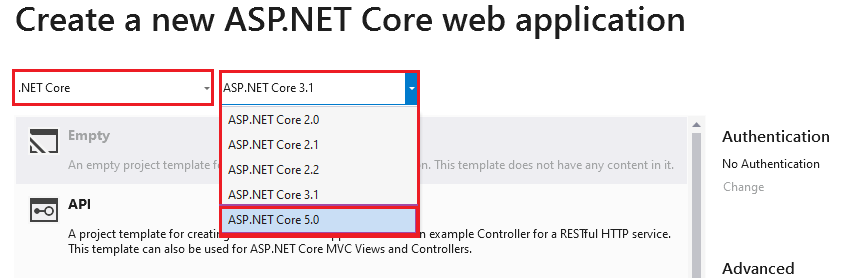 Create a new ASP.NET Core web application
.NET Core
ASP.NET Core 3.1
ASP.NET Core 2.0
ASP.NET Core 2.1
ASP.NET Core 2.2
ASP.NET Core 3.1
ASP.NET Core 5.0
Empty
An empty project template fo on. This template does not have any content in it.
API
A project template for creating n example Controller for a RESTful HTTP service.
This template can also be used for ASP.NET Core MVC Views and Controllers.
Authentication
No Authentication
Change
Advanced